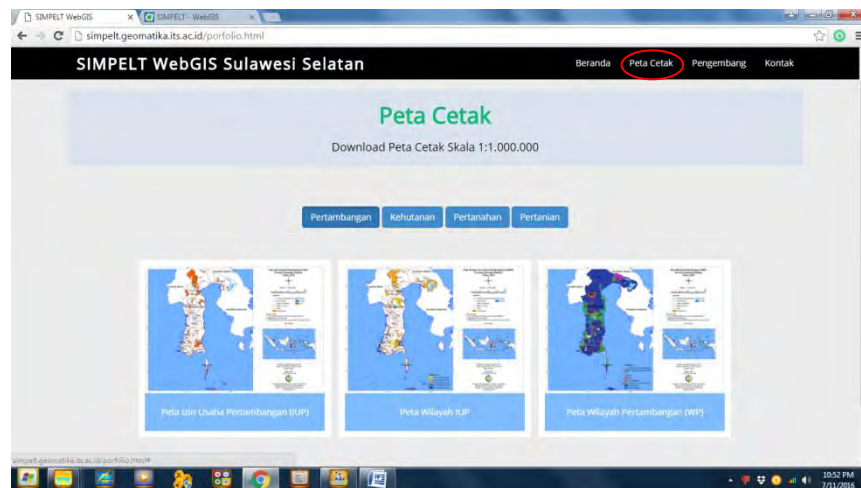 SIMPELT WebGIS
SIMPELT - WebGIS
simpelt.geomatika.its.ac.id/porfolio.html
SIMPELT WebGIS Sulawesi Selatan
Beranda
Peta Cetak
Pengembang
Kontak
Peta Cetak
Download Peta Cetak Skala 1:1.000.000
Pertambangan
Kehutanan
Pertanahan
Pertanian
Peta Izin Usaha Pertambangan (IUP)
Peta Wilayah IUP
Peta Wilayah Pertambangan (WP)
simpelt.geomatika.its.ac.id/porfolio.html#
10:52 PM
7/11/2016